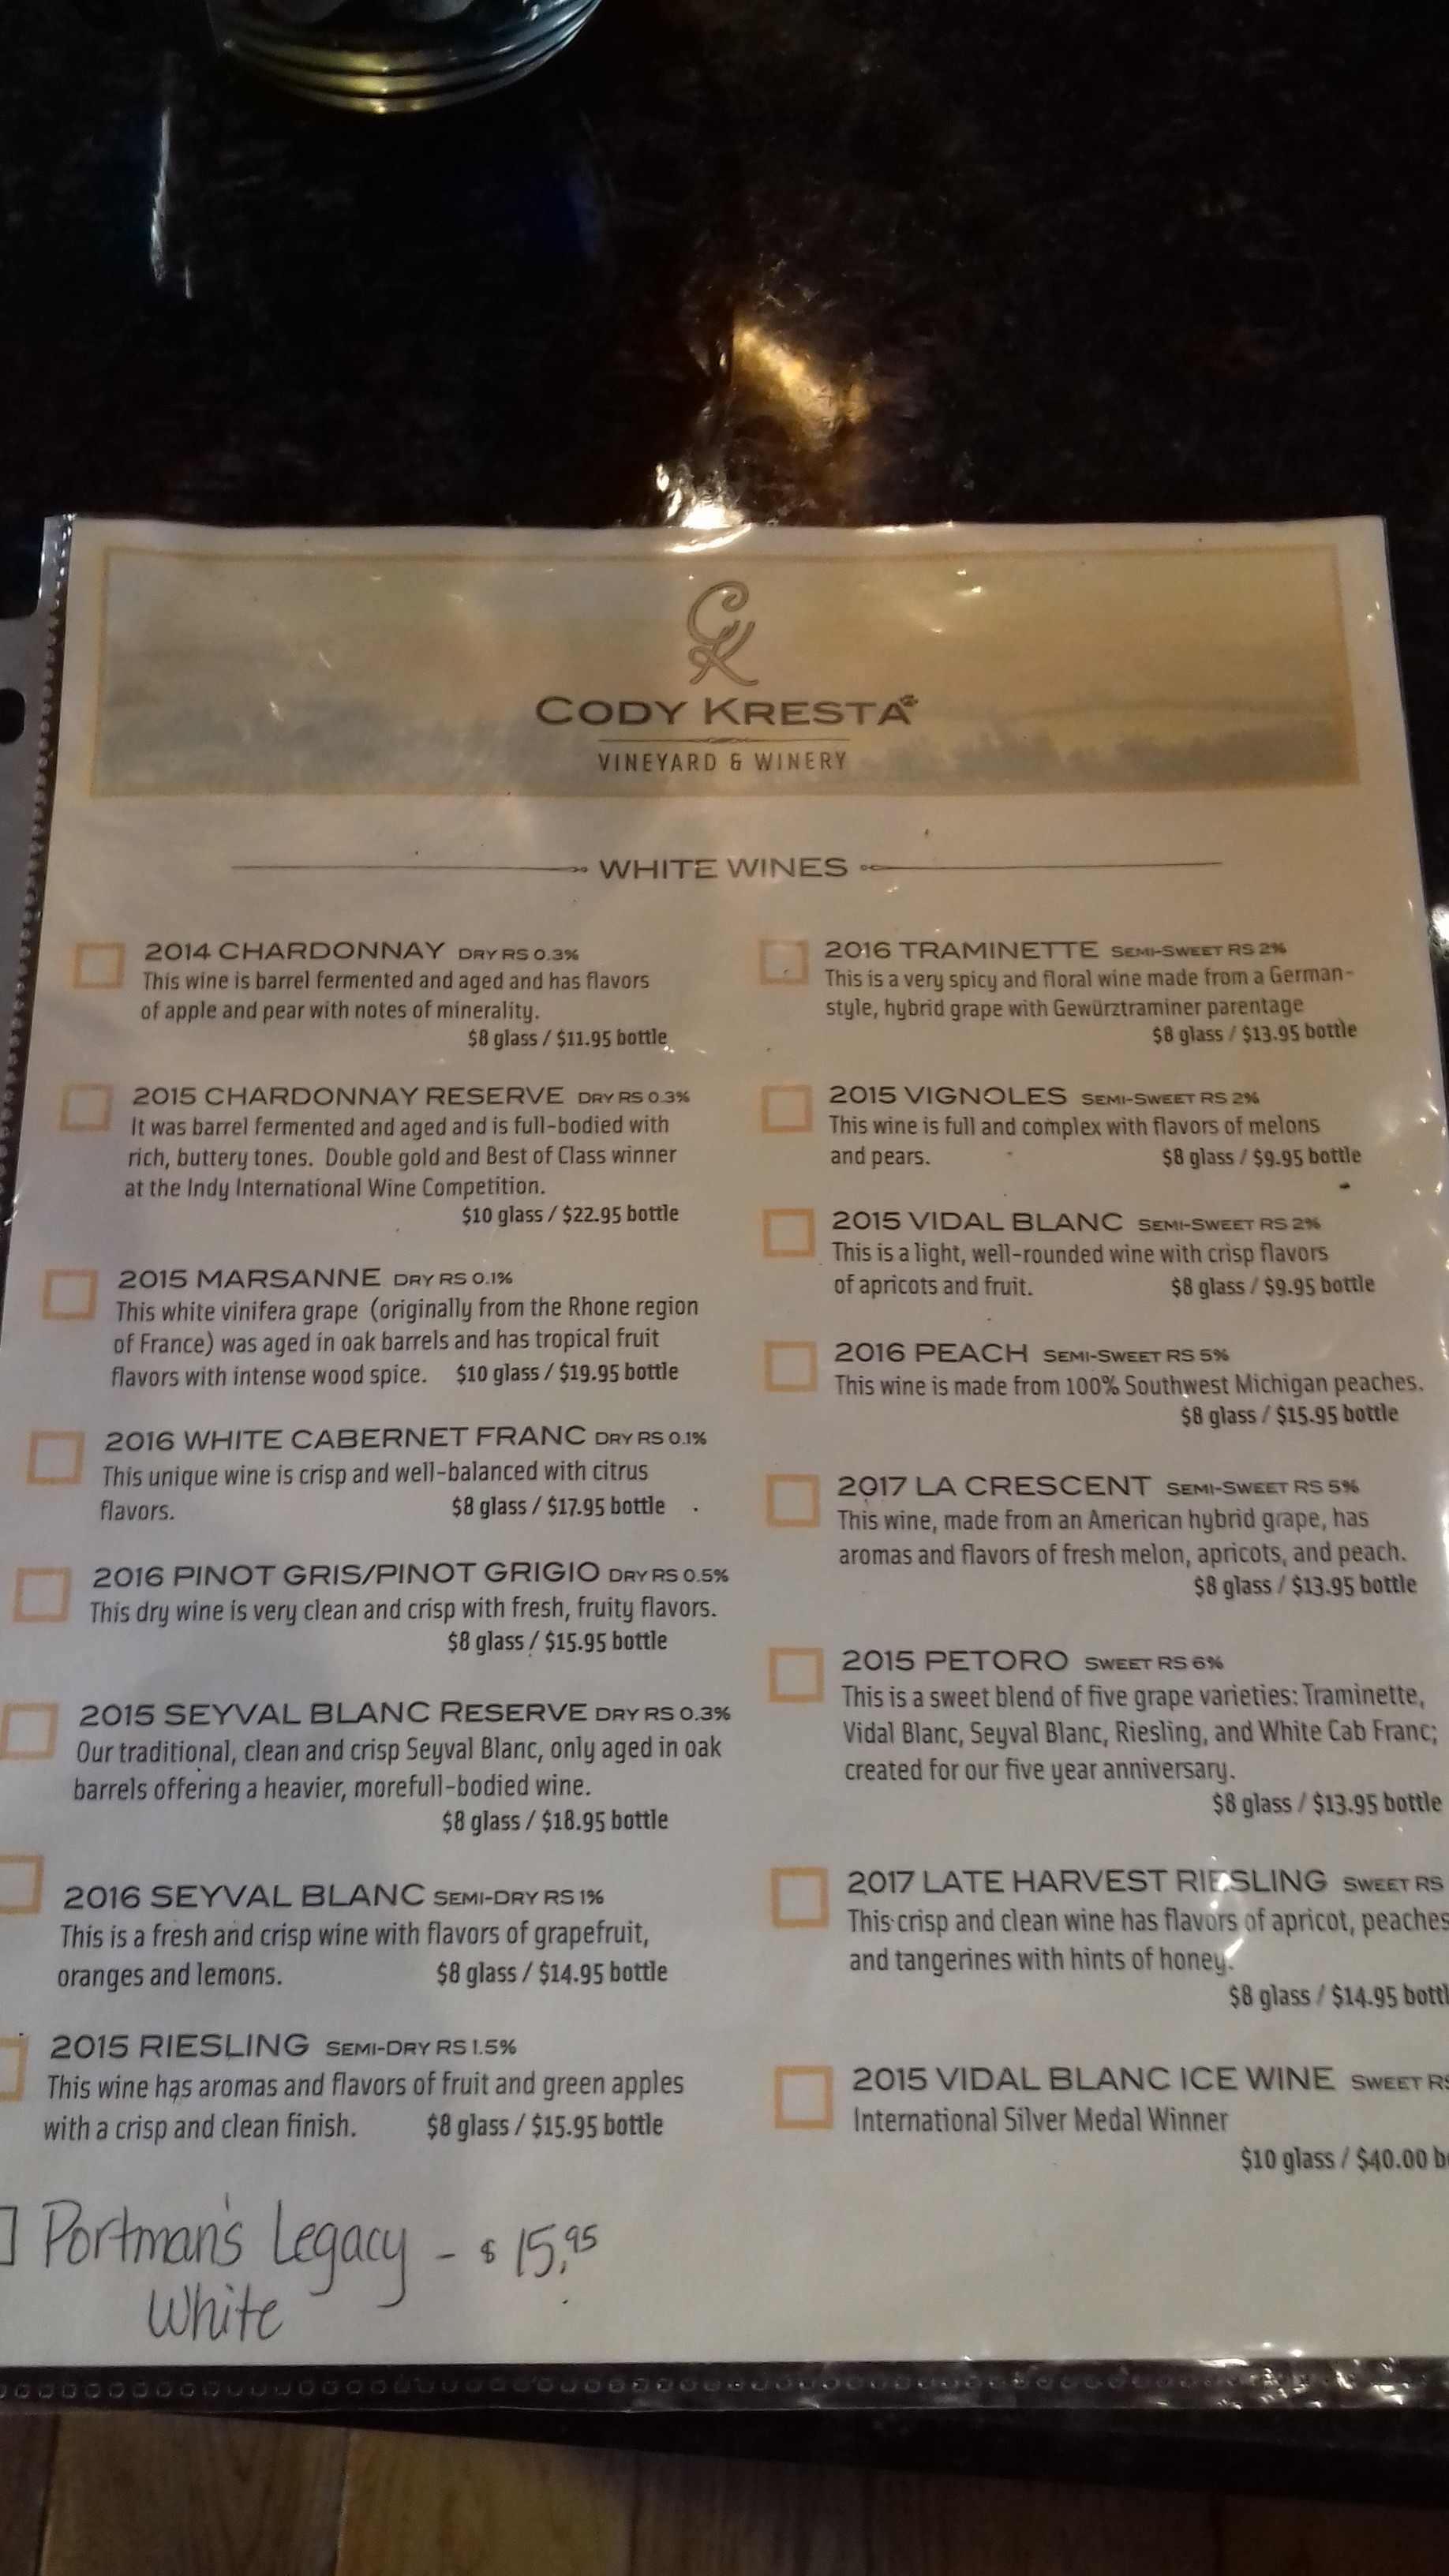 CK
CODY KRESTA
VINEYARD & WINERY
WHITE WINES
2014 CHARDONNAY DRY RS 0.3%
This wine is barrel fermented and aged and has flavors
of apple and pear with notes of minerality.
$8 glass / $11.95 bottle
2015 CHARDONNAY RESERVE DRY RS 0.3%
It was barrel fermented and aged and is full-bodied with
rich, buttery tones. Double gold and Best of Class winner
at the Indy International Wine Competition.
$10 glass / $22.95 bottle
2015 MARSANNE DRY RS 0.1%
This white vinifera grape (originally from the Rhone region
of France) was aged in oak barrels and has tropical fruit
flavors with intense wood spice. $10 glass / $19.95 bottle
2016 WHITE CABERNET FRANC DRY RS 0.1%
This unique wine is crisp and well-balanced with citrus
flavors. $8 glass / $17.95 bottle
2016 PINOT GRIS/PINOT GRIGIO DRY RS 0.5%
This dry wine is very clean and crisp with fresh, fruity flavors.
$8 glass / $15.95 bottle
2015 SEYVAL BLANC RESERVE DRY RS 0.3%
Our traditional, clean and crisp Seyval Blanc, only aged in oak
barrels offering a heavier, morefull-bodied wine.
$8 glass / $18.95 bottle
2016 SEYVAL BLANC SEMI-DRY RS 1%
This is a fresh and crisp wine with flavors of grapefruit,
oranges and lemons. $8 glass / $14.95 bottle
2015 RIESLING SEMI-DRY RS 1.5%
This wine has aromas and flavors of fruit and green apples
with a crisp and clean finish. $8 glass / $15.95 bottle
Portman's Legacy - $15.95
White
2016 TRAMINETTE SEMI-SWEET RS 2%
This is a very spicy and floral wine made from a German-
style, hybrid grape with Gewürztraminer parentage
$8 glass / $13.95 bottle
2015 VIGNOLES SEMI-SWEET RS 2%
This wine is full and complex with flavors of melons
and pears. $8 glass / $9.95 bottle
2015 VIDAL BLANC SEMI-SWEET RS 2%
This is a light, well-rounded wine with crisp flavors
of apricots and fruit. $8 glass / $9.95 bottle
2016 PEACH SEMI-SWEET RS 5%
This wine is made from 100% Southwest Michigan peaches.
$8 glass / $15.95 bottle
2017 LA CRESCENT SEMI-SWEET RS 5%
This wine, made from an American hybrid grape, has
aromas and flavors of fresh melon, apricots, and peach.
$8 glass / $13.95 bottle
2015 PETORO SWEET RS 6%
This is a sweet blend of five grape varieties: Traminette,
Vidal Blanc, Seyval Blanc, Riesling, and White Cab Franc;
created for our five year anniversary.
$8 glass / $13.95 bottle
2017 LATE HARVEST RIESLING SWEET RS
This crisp and clean wine has flavors of apricot, peaches
and tangerines with hints of honey.
$8 glass / $14.95 bottl
2015 VIDAL BLANC ICE WINE SWEET RS
International Silver Medal Winner
$10 glass / $40.00 b